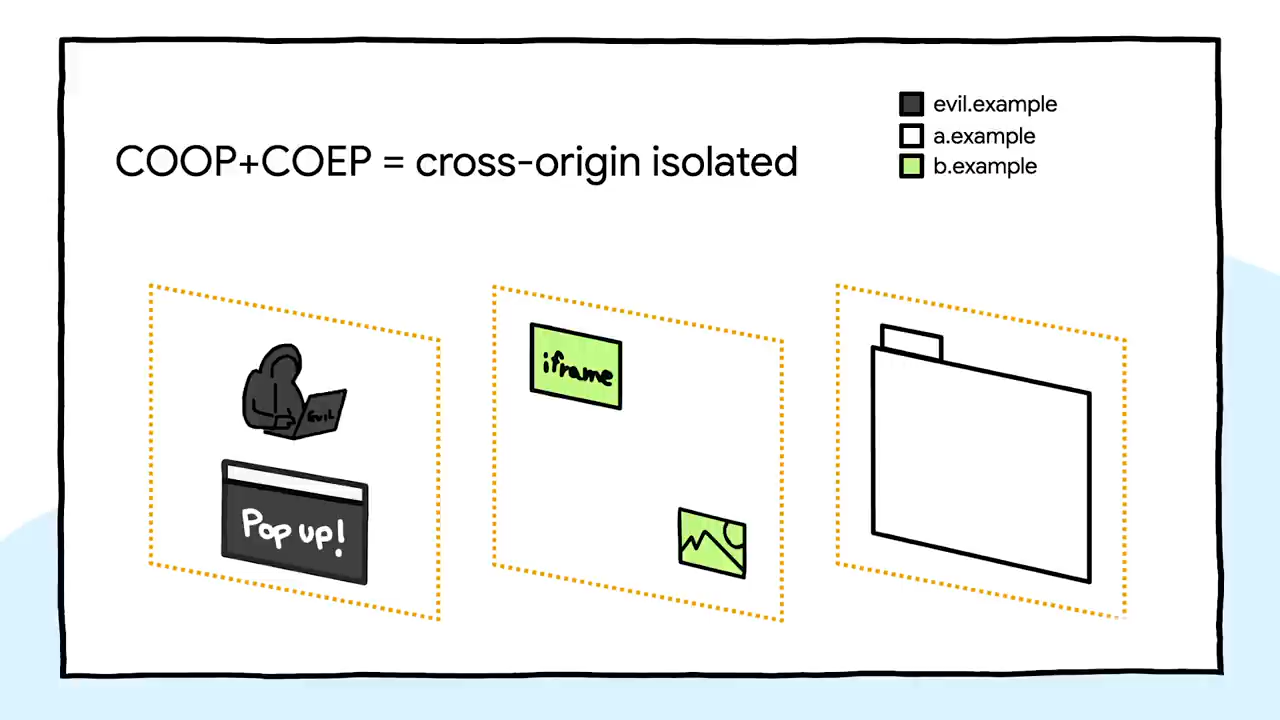 COOP+COEP = cross-origin isolated
evil.example
a.example
b.example
EVIL
Pop up!
iframe